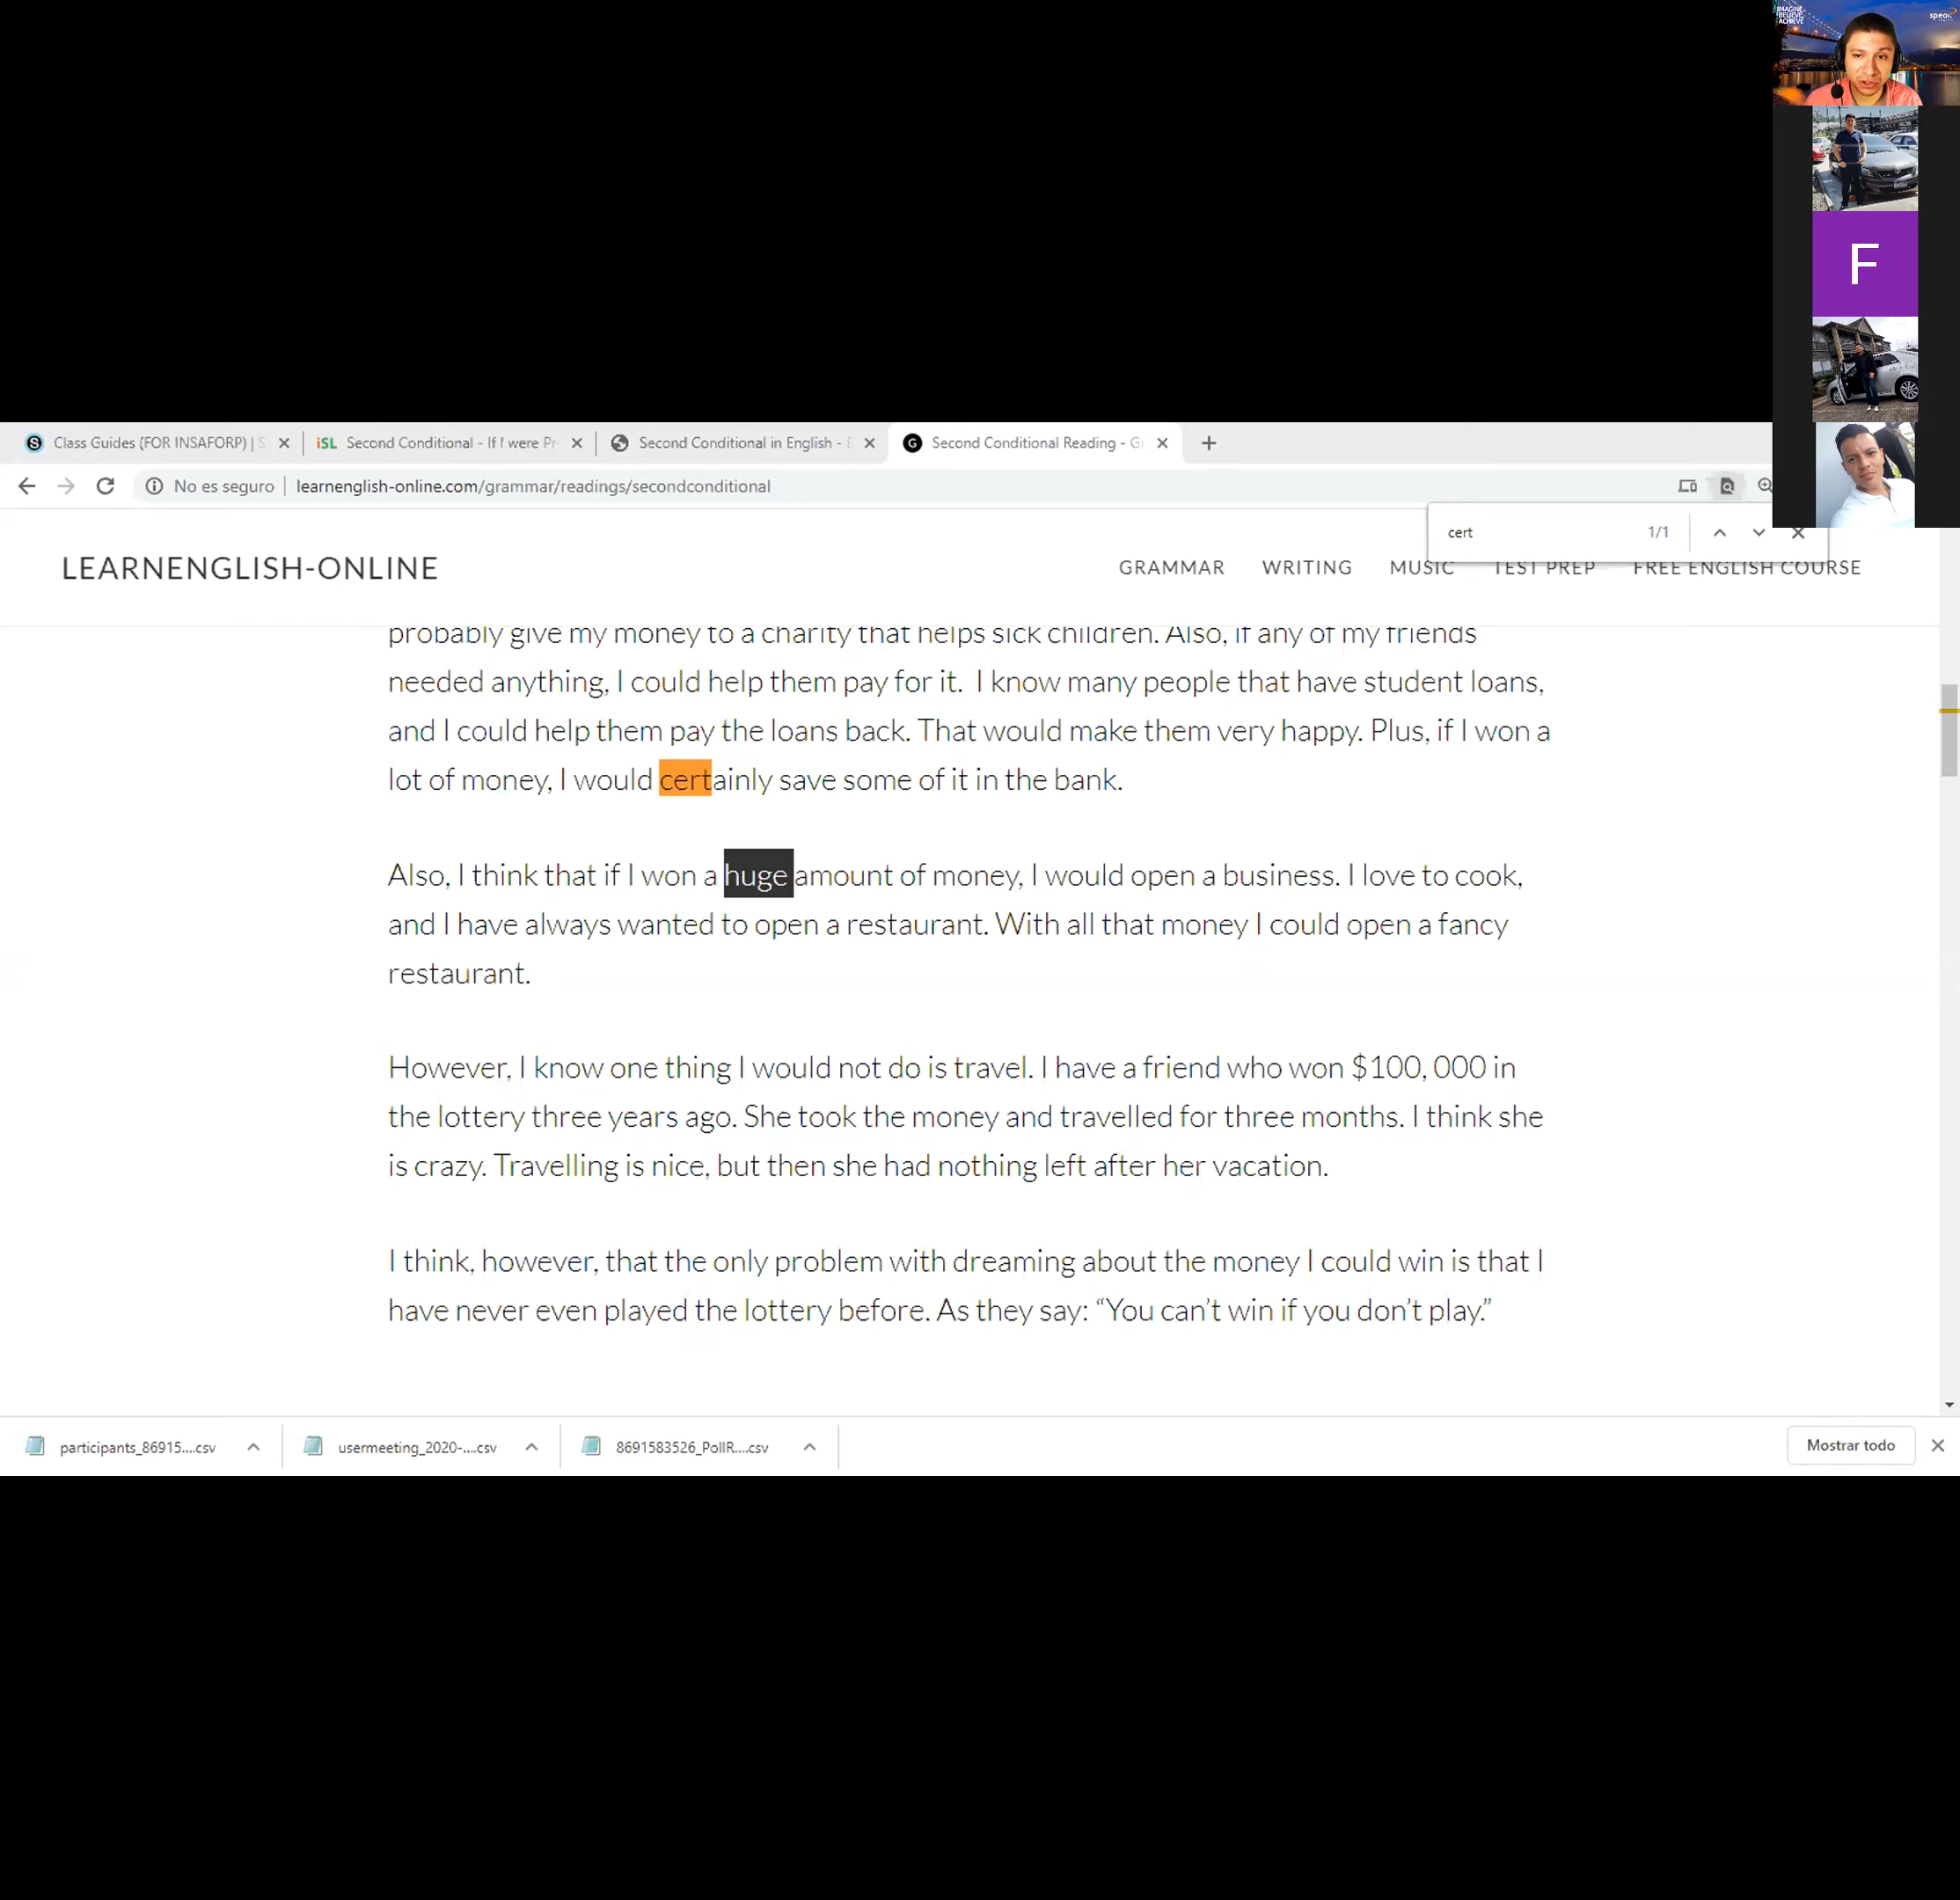 IMAGINE
BELIEVE
ACHIEVE
F
Class Guides (FOR INSAFORP) | S
iSL Second Conditional - If I were Pr
Second Conditional in English - E
G Second Conditional Reading - G
No es seguro | learnenglish-online.com/grammar/readings/secondconditional
cert 1/1
LEARNENGLISH-ONLINE
GRAMMAR WRITING MUSIC TEST PREP FREE ENGLISH COURSE
probably give my money to a charity that helps sick children. Also, if any of my friends
needed anything, I could help them pay for it. I know many people that have student loans,
and I could help them pay the loans back. That would make them very happy. Plus, if I won a
lot of money, I would certainly save some of it in the bank.
Also, I think that if I won a huge amount of money, I would open a business. I love to cook,
and I have always wanted to open a restaurant. With all that money I could open a fancy
restaurant.
However, I know one thing I would not do is travel. I have a friend who won $100, 000 in
the lottery three years ago. She took the money and travelled for three months. I think she
is crazy. Travelling is nice, but then she had nothing left after her vacation.
I think, however, that the only problem with dreaming about the money I could win is that I
have never even played the lottery before. As they say: “You can’t win if you don’t play.”
participants_86915....csv
usermeeting_2020-....csv
8691583526_PollR....csv
Mostrar todo